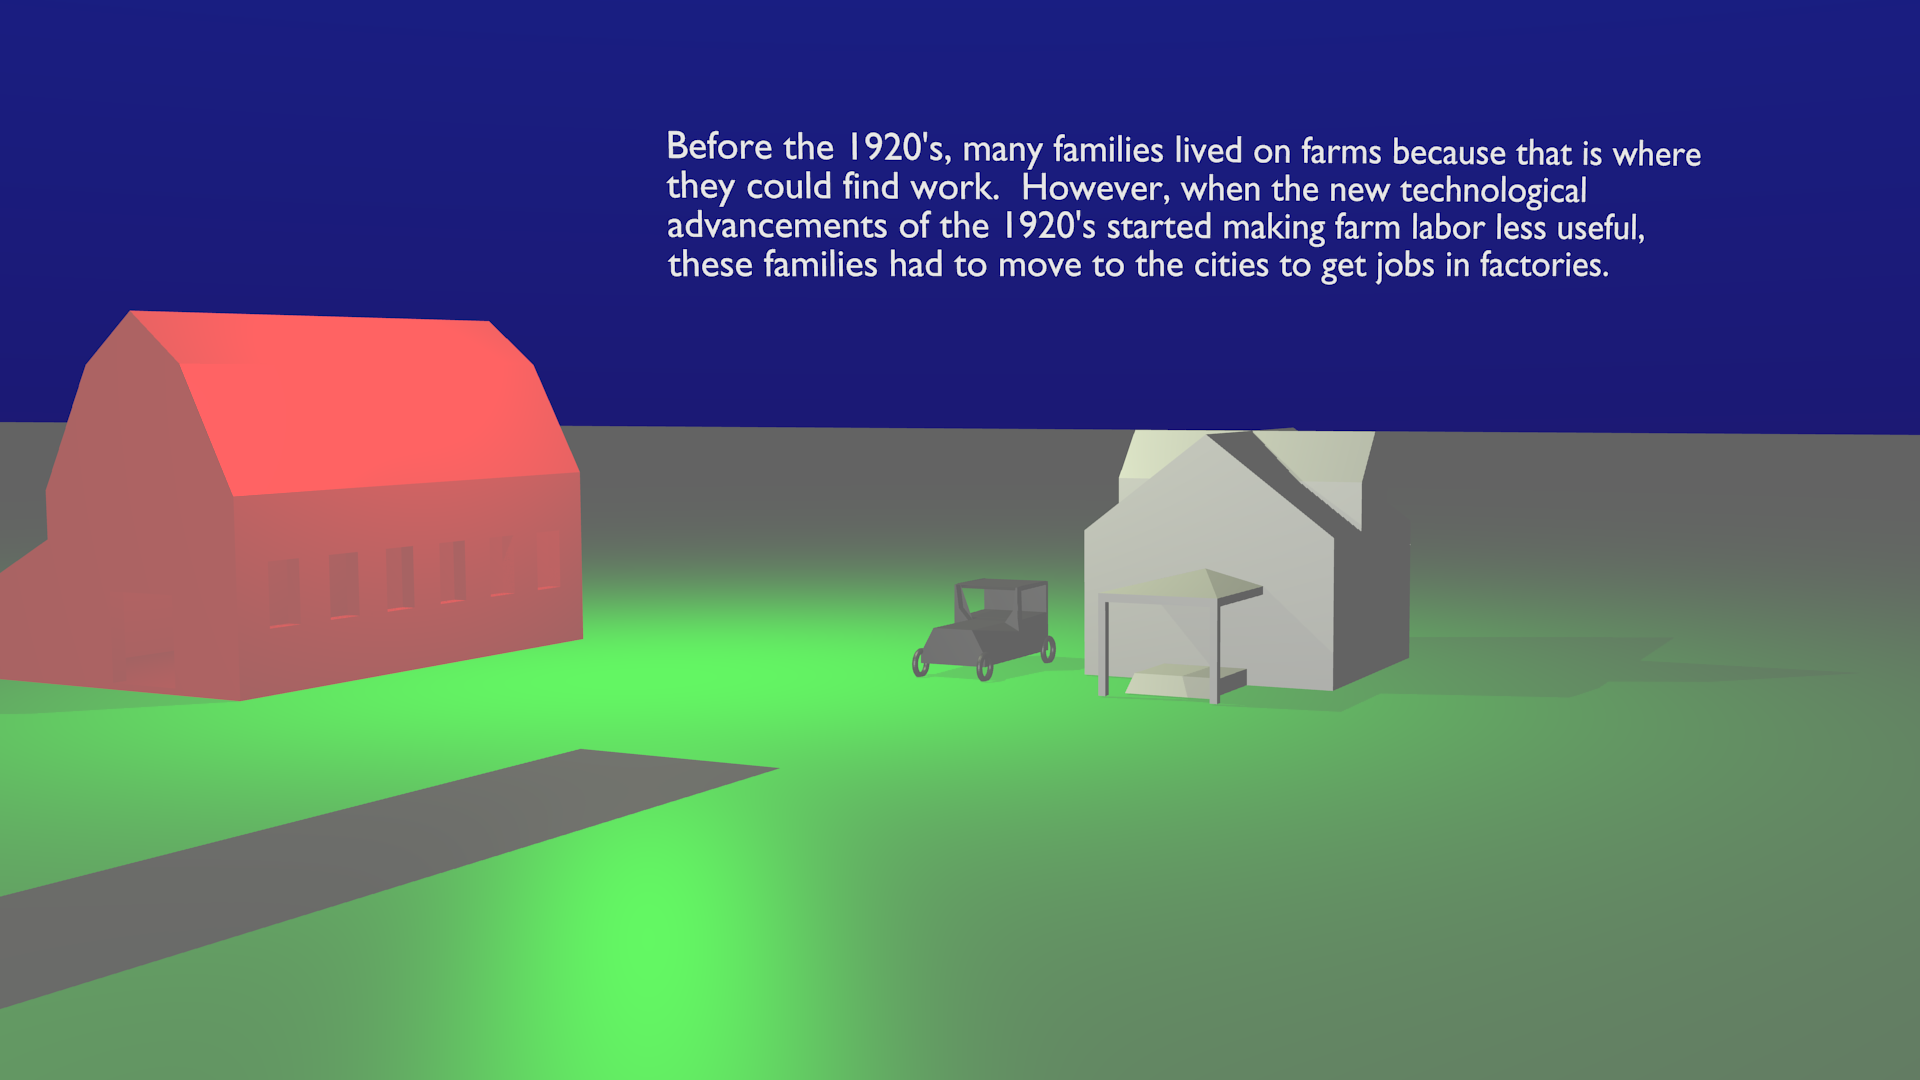 Before the 1920's, many families lived on farms because that is where
they could find work.  However, when the new technological
advancements of the 1920's started making farm labor less useful,
these families had to move to the cities to get jobs in factories.